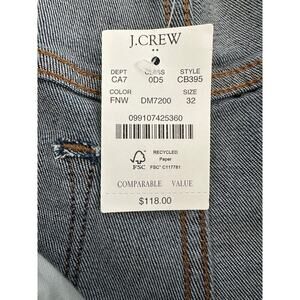 J.CREW
DEPT CLASS STYLE
CA7 0D5 CB395
COLOR SIZE
FNW DM7200 32
099107425360
FSC
RECYCLED
Paper
FSC® C117781
COMPARABLE VALUE
$118.00